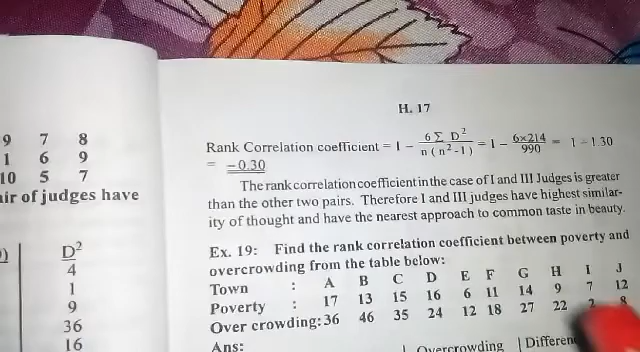 H. 17
9 7 8
1 6 9
10 5 7
air of judges have
D²
4
1
9
36
16
Rank Correlation coefficient = 1 - 6 Σ D² / n ( n² - 1 ) = 1 - 6×214 / 990 = 1 - 1.30
= -0.30
The rank correlation coefficient in the case of I and III Judges is greater
than the other two pairs. Therefore I and III judges have highest similar-
ity of thought and have the nearest approach to common taste in beauty.
Ex. 19: Find the rank correlation coefficient between poverty and
overcrowding from the table below:
Town : A B C D E F G H I J
Poverty : 17 13 15 16 6 11 14 9 7 12
Over crowding: 36 46 35 24 12 18 27 22 2 8
Ans:
Overcrowding